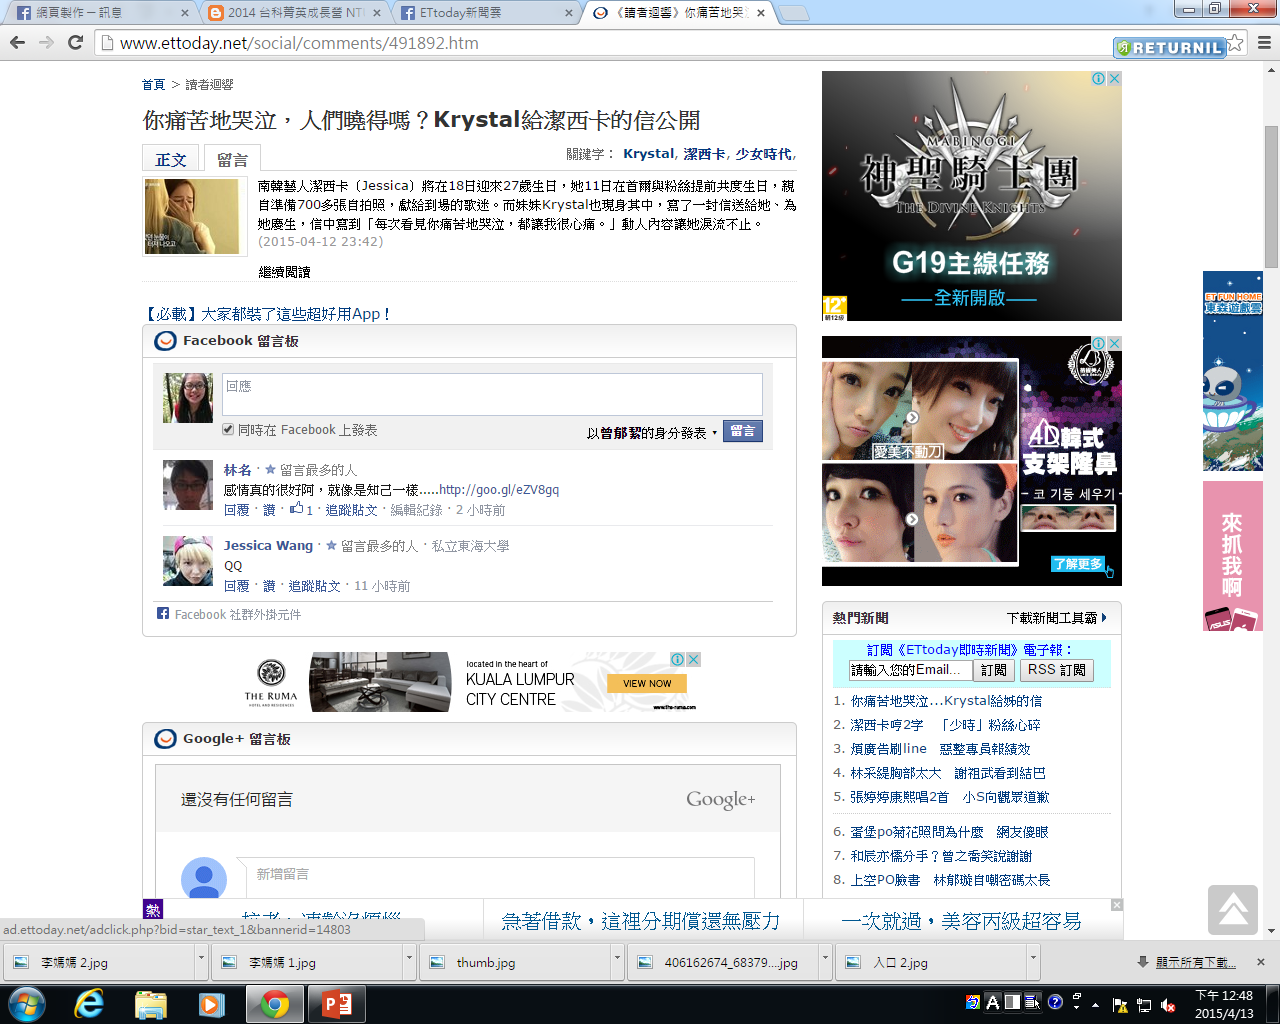 網頁製作 － 訊息
2014 台科菁英成長營 NT
ETtoday新聞雲
《讀者迴響》你痛苦地哭
www.ettoday.net/social/comments/491892.htm
RETURNIL
首頁 > 讀者迴響
你痛苦地哭泣，人們曉得嗎？Krystal給潔西卡的信公開
正文
留言
關鍵字： Krystal, 潔西卡, 少女時代,
南韓藝人潔西卡（Jessica）將在18日迎來27歲生日，她11日在首爾與粉絲提前共度生日，親
自準備700多張自拍照，獻給到場的歌迷。而妹妹Krystal也現身其中，寫了一封信送給她、為
她慶生，信中寫到「每次看見你痛苦地哭泣，都讓我很心痛。」動人內容讓她淚流不止。
(2015-04-12 23:42)
繼續閱讀
【必載】大家都裝了這些超好用App！
Facebook 留言板
回應
同時在 Facebook 上發表
以曾郁絜的身分發表
留言
林名 · 留言最多的人
感情真的很好阿，就像是知己一樣.....http://goo.gl/eZV8gq
回覆 · 讚 · 1 · 追蹤貼文 · 編輯紀錄 · 2 小時前
Jessica Wang · 留言最多的人 · 私立東海大學
QQ
回覆 · 讚 · 追蹤貼文 · 11 小時前
Facebook 社群外掛元件
THE RUMA
HOTEL AND RESIDENCES
located in the heart of
KUALA LUMPUR
CITY CENTRE
VIEW NOW
www.the-ruma.com
Google+ 留言板
還沒有任何留言
Google+
新增留言
MABINOGI
神聖騎士團
THE DIVINE KNIGHTS
G19主線任務
全新開啟
12+
愛美不動刀
4D韓式
支架隆鼻
- 코 기둥 세우기 -
了解更多
ET FUN HOME
東森遊戲雲
來抓我啊
ASUS
熱門新聞
下載新聞工具霸
訂閱《ETtoday即時新聞》電子報：
請輸入您的Email...
訂閱
RSS 訂閱
1. 你痛苦地哭泣…Krystal給姊的信
2. 潔西卡哼2字　「少時」粉絲心碎
3. 煩廣告刷line　惡整專員報績效
4. 林采緹胸部太大　謝祖武看到結巴
5. 張婷婷康熙唱2首　小S向觀眾道歉
6. 蛋堡po菊花照問為什麼　網友傻眼
7. 和辰亦儒分手？曾之喬笑說謝謝
8. 上空PO臉書　林郁璇自嘲密碼太長
熱
急著借款，這裡分期償還無壓力
一次就過，美容丙級超容易
ad.ettoday.net/adclick.php?bid=star_text_1&bannerid=14803
李媽媽 2.jpg
李媽媽 1.jpg
thumb.jpg
406162674_68379....jpg
入口 2.jpg
顯示所有下載...
下午 12:48
2015/4/13